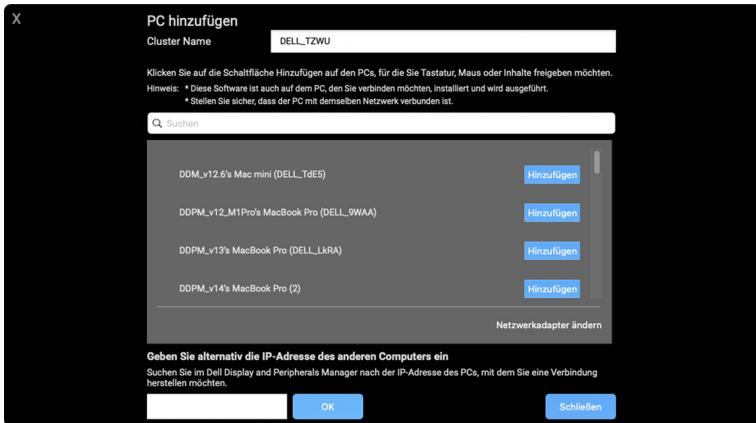 X
PC hinzufügen
Cluster Name
DELL_TZWU
Klicken Sie auf die Schaltfläche Hinzufügen auf den PCs, für die Sie Tastatur, Maus oder Inhalte freigeben möchten.
Hinweis: * Diese Software ist auch auf dem PC, den Sie verbinden möchten, installiert und wird ausgeführt.
* Stellen Sie sicher, dass der PC mit demselben Netzwerk verbunden ist.
Suchen
DDM_v12.6's Mac mini (DELL_TdE5) Hinzufügen
DDPM_v12_M1Pro's MacBook Pro (DELL_9WAA) Hinzufügen
DDPM_v13's MacBook Pro (DELL_LkRA) Hinzufügen
DDPM_v14's MacBook Pro (2) Hinzufügen
Netzwerkadapter ändern
Geben Sie alternativ die IP-Adresse des anderen Computers ein
Suchen Sie im Dell Display and Peripherals Manager nach der IP-Adresse des PCs, mit dem Sie eine Verbindung
herstellen möchten.
OK
Schließen